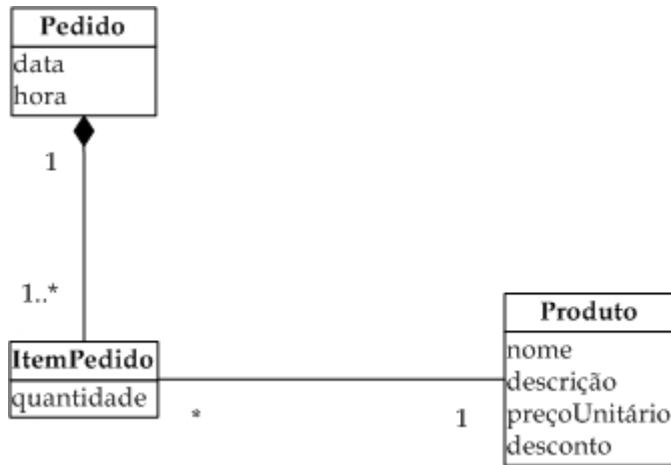 Pedido
data
hora
1
1..*
ItemPedido
quantidade
*
1
Produto
nome
descrição
preçoUnitário
desconto